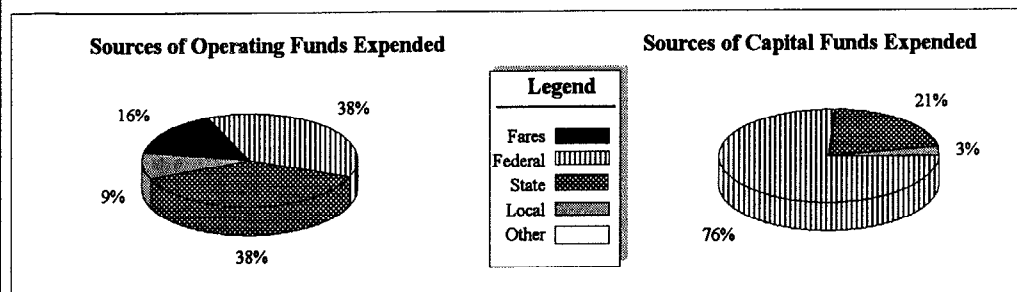 Sources of Operating Funds Expended
16%
38%
9%
38%
Legend
Fares
Federal
State
Local
Other
Sources of Capital Funds Expended
21%
3%
76%